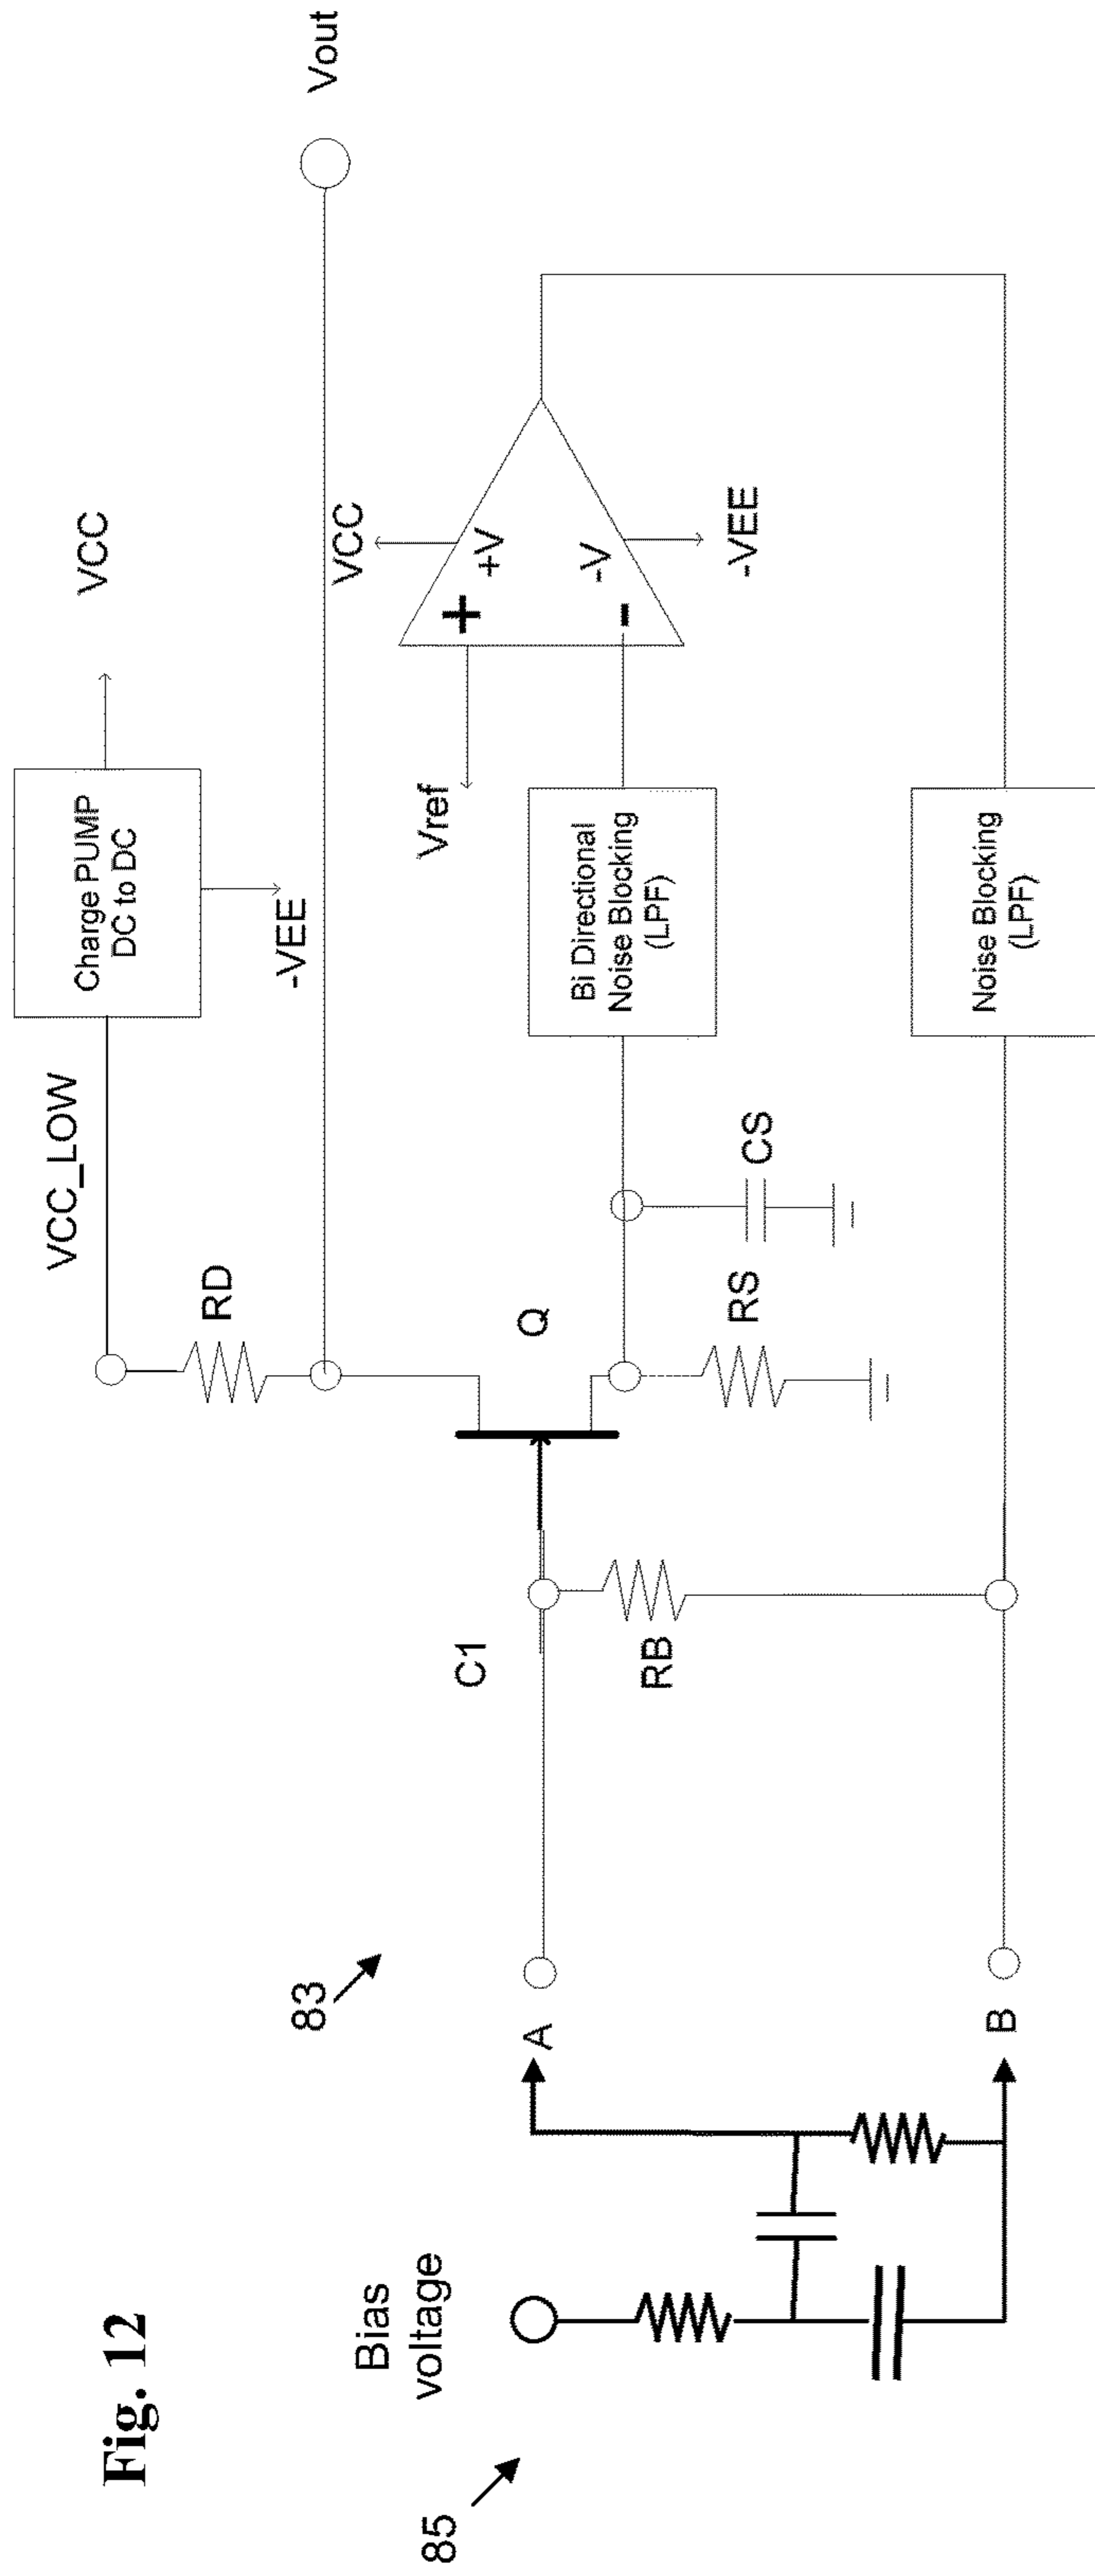 Fig. 12
85
Bias
voltage
83
A
B
C1
RB
Q
RD
RS
CS
VCC_LOW
Charge PUMP
DC to DC
VCC
-VEE
Vout
Vref
VCC
+
+V
-
-V
-VEE
Bi Directional
Noise Blocking
(LPF)
Noise Blocking
(LPF)